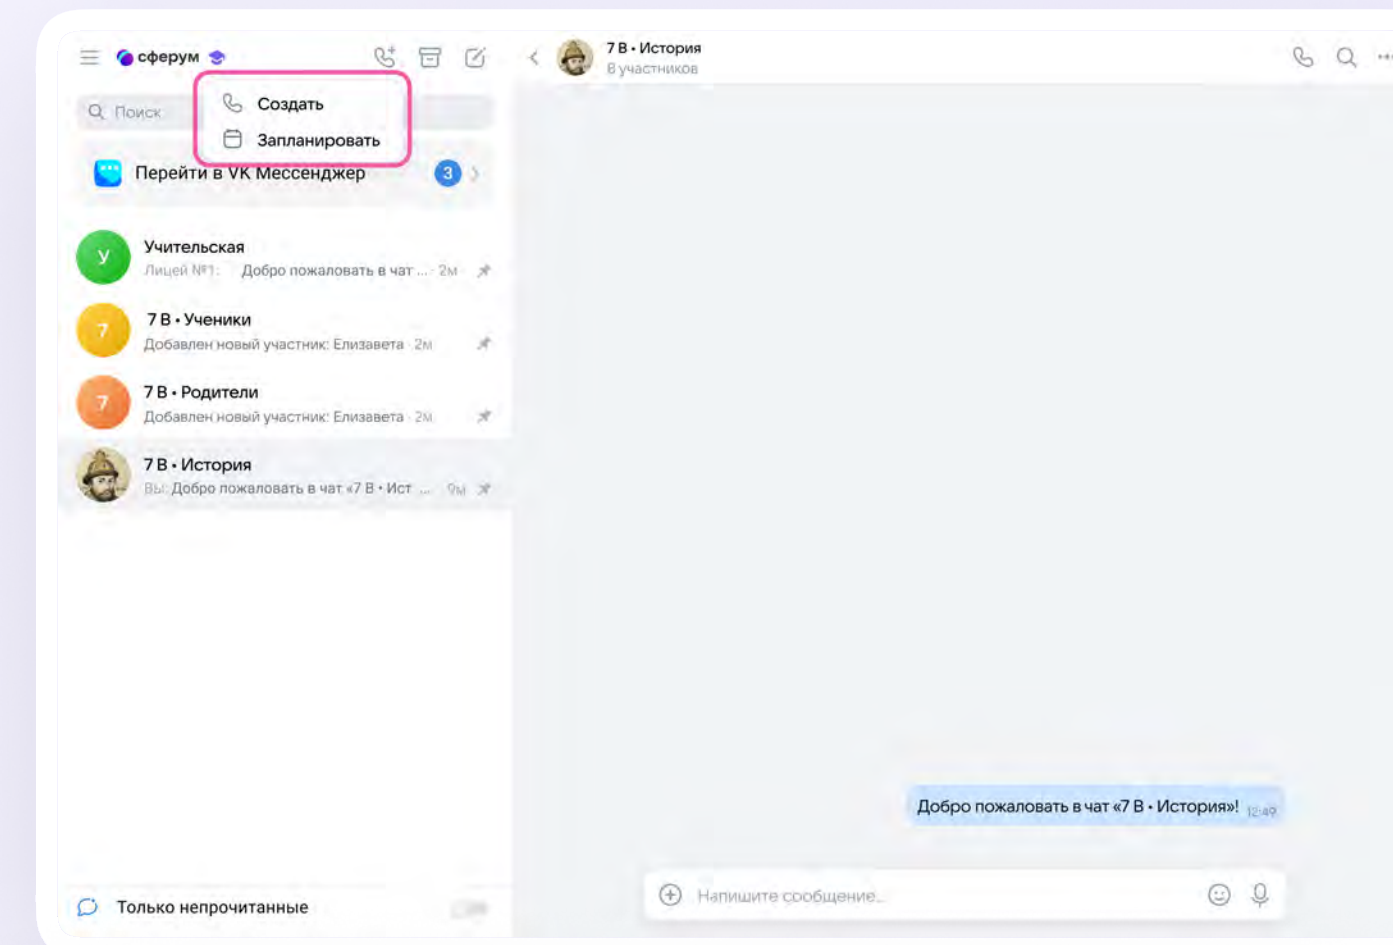 сферум
Поиск
Создать
Запланировать
Перейти в VK Мессенджер
3
У
Учительская
Лицей №1: Добро пожаловать в чат ... · 2м
7
7 В • Ученики
Добавлен новый участник: Елизавета · 2м
7
7 В • Родители
Добавлен новый участник: Елизавета · 2м
7 В • История
Вы: Добро пожаловать в чат «7 В • Ист ... 9м
Только непрочитанные
7 В • История
8 участников
Добро пожаловать в чат «7 В • История»! 12:49
Напишите сообщение...